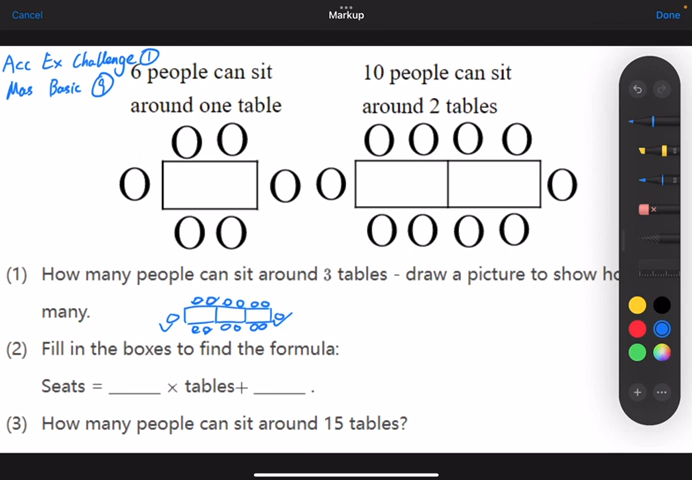 Cancel
Markup
Done
Acc Ex Challenge ①
Mas Basic ④
6 people can sit
around one table
10 people can sit
around 2 tables
(1) How many people can sit around 3 tables - draw a picture to show
many.
(2) Fill in the boxes to find the formula:
Seats = ______ × tables+ ______ .
(3) How many people can sit around 15 tables?